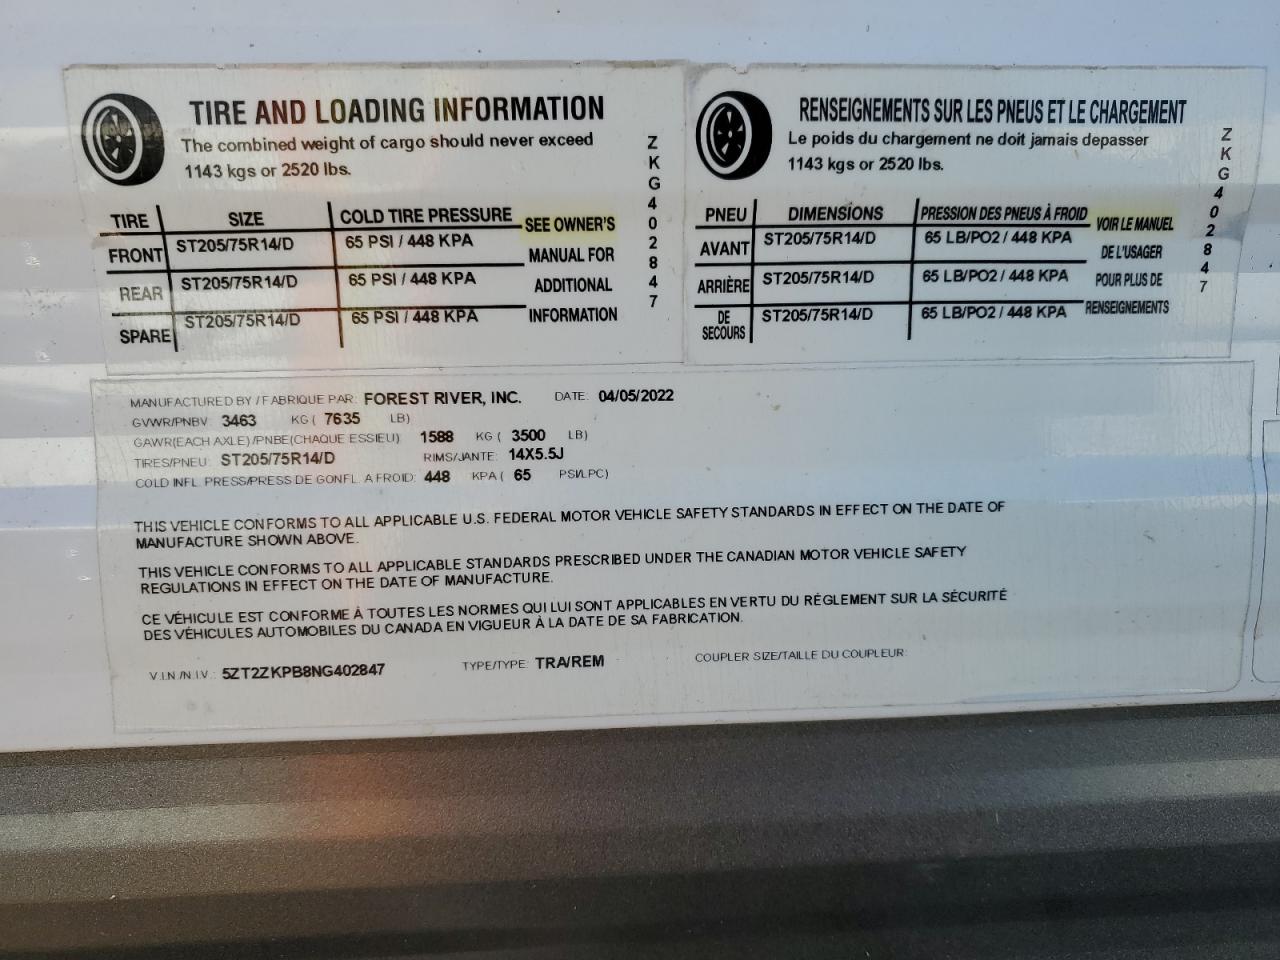 TIRE AND LOADING INFORMATION
The combined weight of cargo should never exceed
1143 kgs or 2520 lbs.
TIRE SIZE COLD TIRE PRESSURE SEE OWNER'S
FRONT ST205/75R14/D 65 PSI / 448 KPA MANUAL FOR
REAR ST205/75R14/D 65 PSI / 448 KPA ADDITIONAL
SPARE ST205/75R14/D 65 PSI / 448 KPA INFORMATION
ZKG402847
RENSEIGNEMENTS SUR LES PNEUS ET LE CHARGEMENT
Le poids du chargement ne doit jamais depasser
1143 kgs or 2520 lbs.
PNEU DIMENSIONS PRESSION DES PNEUS À FROID VOIR LE MANUEL
AVANT ST205/75R14/D 65 LB/PO2 / 448 KPA DE L'USAGER
ARRIÈRE ST205/75R14/D 65 LB/PO2 / 448 KPA POUR PLUS DE
DE SECOURS ST205/75R14/D 65 LB/PO2 / 448 KPA RENSEIGNEMENTS
ZKG402847
MANUFACTURED BY / FABRIQUE PAR: FOREST RIVER, INC. DATE: 04/05/2022
GVWR/PNBV: 3463 KG ( 7635 LB)
GAWR(EACH AXLE)/PNBE(CHAQUE ESSIEU) 1588 KG ( 3500 LB)
TIRES/PNEU: ST205/75R14/D RIMS/JANTE: 14X5.5J
COLD INFL. PRESS/PRESS DE GONFL. A FROID: 448 KPA ( 65 PSI/LPC)
THIS VEHICLE CONFORMS TO ALL APPLICABLE U.S. FEDERAL MOTOR VEHICLE SAFETY STANDARDS IN EFFECT ON THE DATE OF
MANUFACTURE SHOWN ABOVE.
THIS VEHICLE CONFORMS TO ALL APPLICABLE STANDARDS PRESCRIBED UNDER THE CANADIAN MOTOR VEHICLE SAFETY
REGULATIONS IN EFFECT ON THE DATE OF MANUFACTURE.
CE VÉHICULE EST CONFORME À TOUTES LES NORMES QUI LUI SONT APPLICABLES EN VERTU DU RÉGLEMENT SUR LA SÉCURITÉ
DES VÉHICULES AUTOMOBILES DU CANADA EN VIGUEUR À LA DATE DE SA FABRICATION.
V.I.N./N.I.V.: 5ZT2ZKPB8NG402847 TYPE/TYPE: TRA/REM COUPLER SIZE/TAILLE DU COUPLEUR: